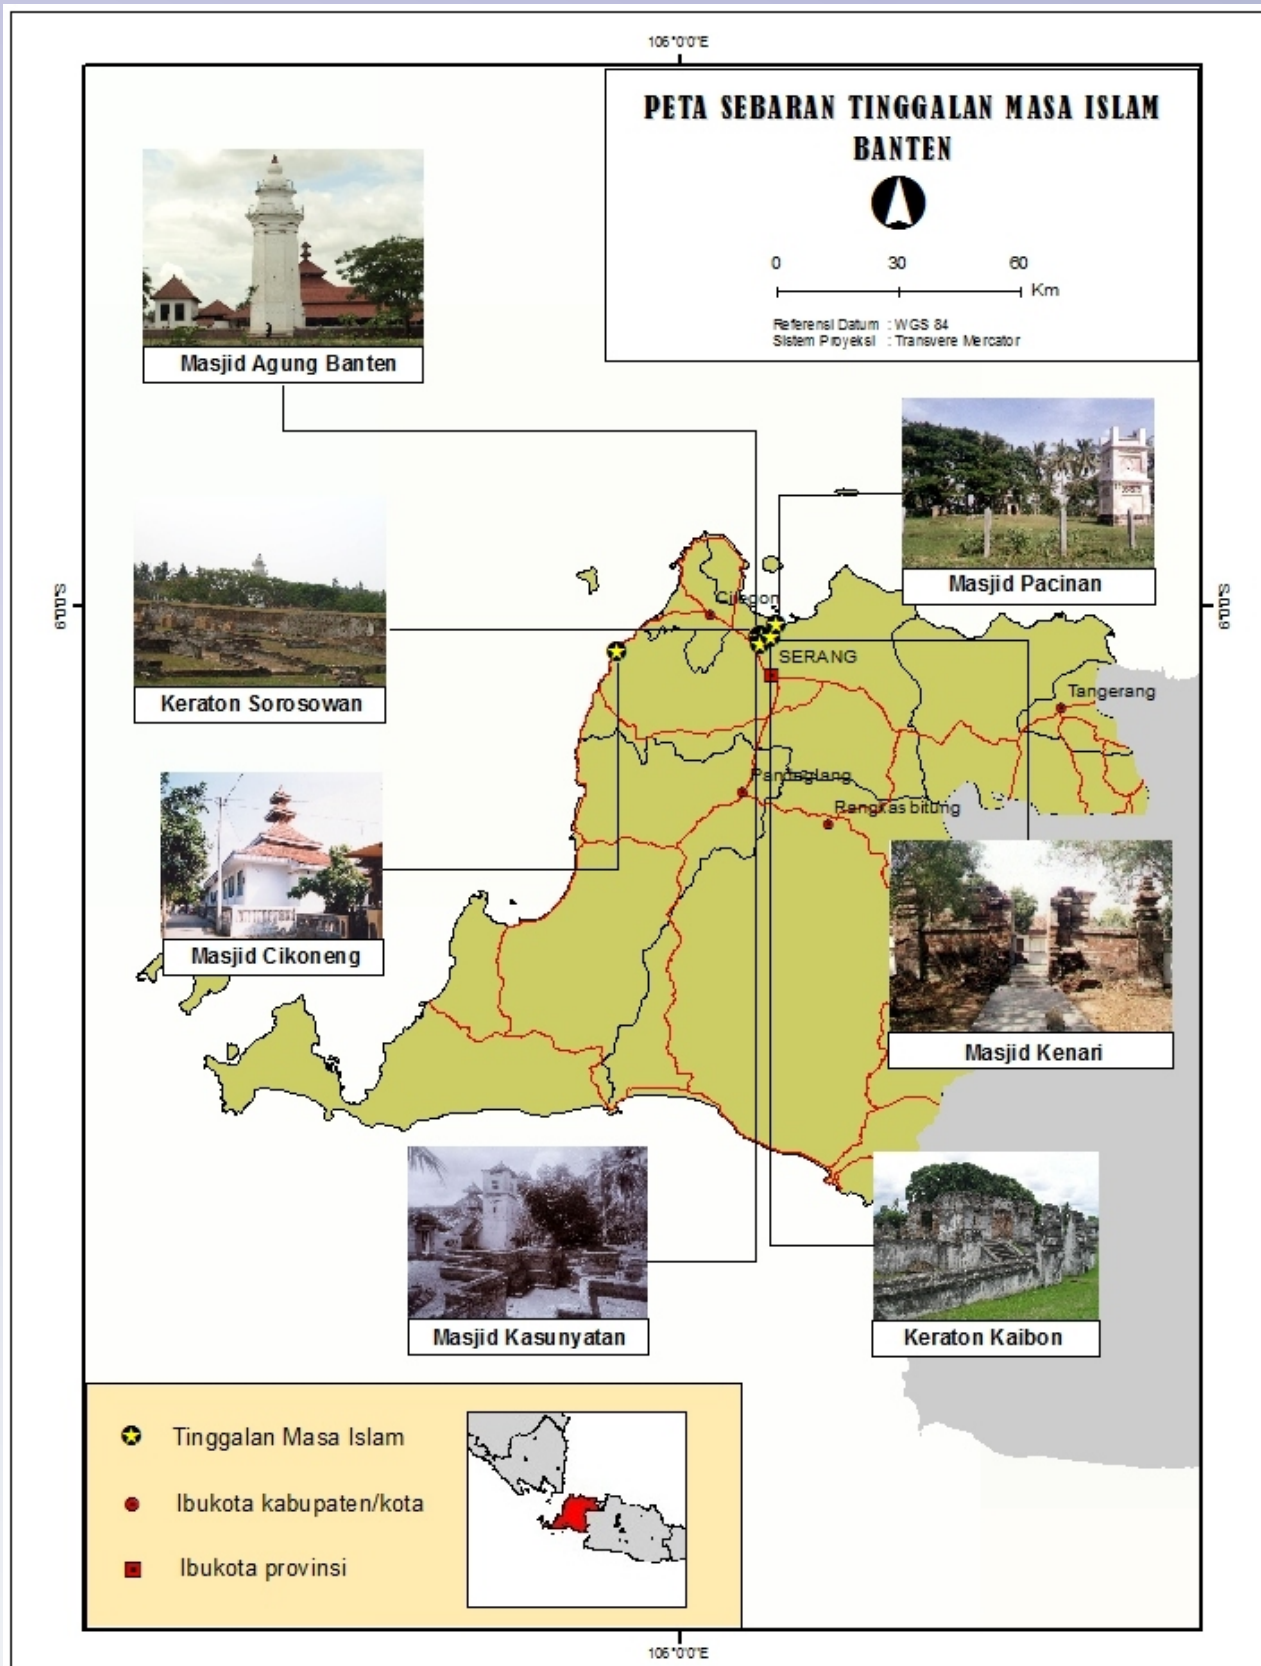 106°0'0"E
PETA SEBARAN TINGGALAN MASA ISLAM
BANTEN
0 30 60
Km
Referensi Datum : WGS 84
Sistem Proyeksi : Transvere Mercator
Masjid Agung Banten
Masjid Pacinan
6°0'0"S
6°0'0"S
Cilegon
SERANG
Keraton Sorosowan
Tangerang
Pandeglang
Rangkasbitung
Masjid Cikoneng
Masjid Kenari
Masjid Kasunyatan
Keraton Kaibon
Tinggalan Masa Islam
Ibukota kabupaten/kota
Ibukota provinsi
106°0'0"E